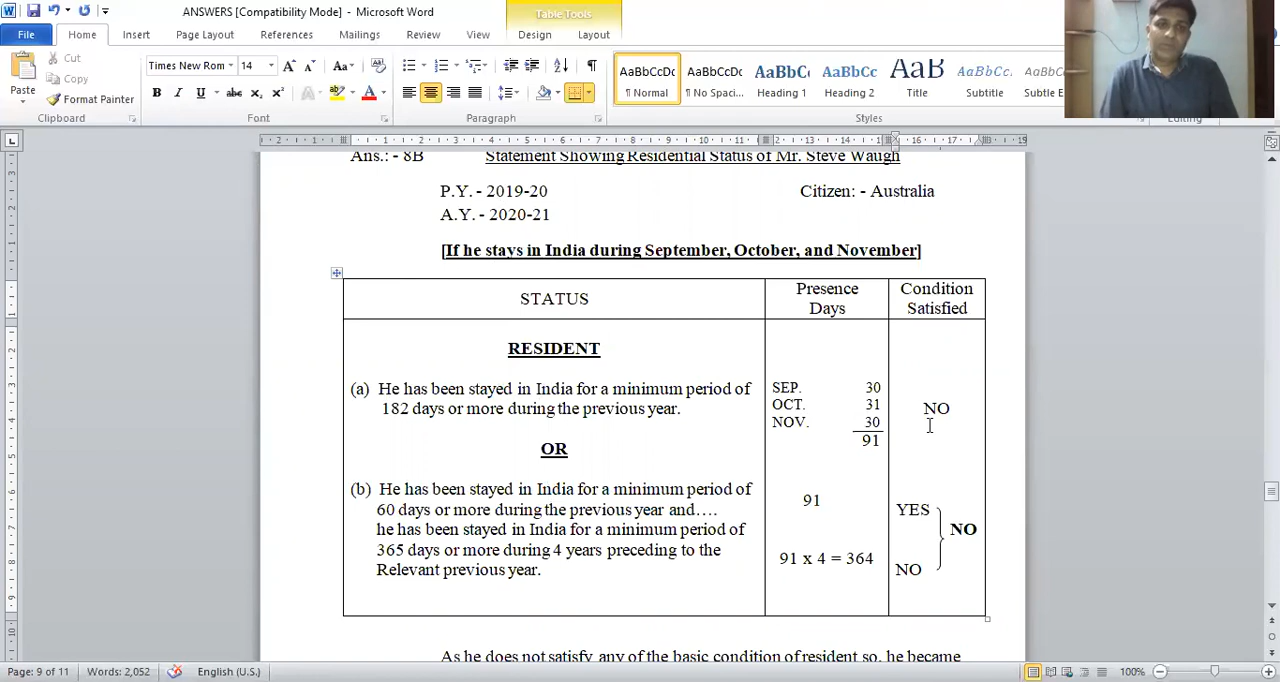 ANSWERS [Compatibility Mode] - Microsoft Word
Table Tools
File Home Insert Page Layout References Mailings Review View Design Layout
Paste
Cut
Copy
Format Painter
Clipboard
Times New Rom 14
Font
Paragraph
AaBbCcDc AaBbCcDc AaBbC AaBbCc AaB AaBbCc. AaBbCc
¶ Normal ¶ No Spaci... Heading 1 Heading 2 Title Subtitle Subtle E
Styles
Editing
Ans.: - 8B Statement Showing Residential Status of Mr. Steve Waugh
P.Y. - 2019-20 Citizen: - Australia
A.Y. - 2020-21
[If he stays in India during September, October, and November]
STATUS
Presence
Days
Condition
Satisfied
RESIDENT
(a) He has been stayed in India for a minimum period of
182 days or more during the previous year.
SEP. 30
OCT. 31
NOV. 30
91
NO
OR
(b) He has been stayed in India for a minimum period of
60 days or more during the previous year and....
he has been stayed in India for a minimum period of
365 days or more during 4 years preceding to the
Relevant previous year.
91
91 x 4 = 364
YES
NO
NO
As he does not satisfy any of the basic condition of resident so, he became
Page: 9 of 11 Words: 2,052 English (U.S.) 100%